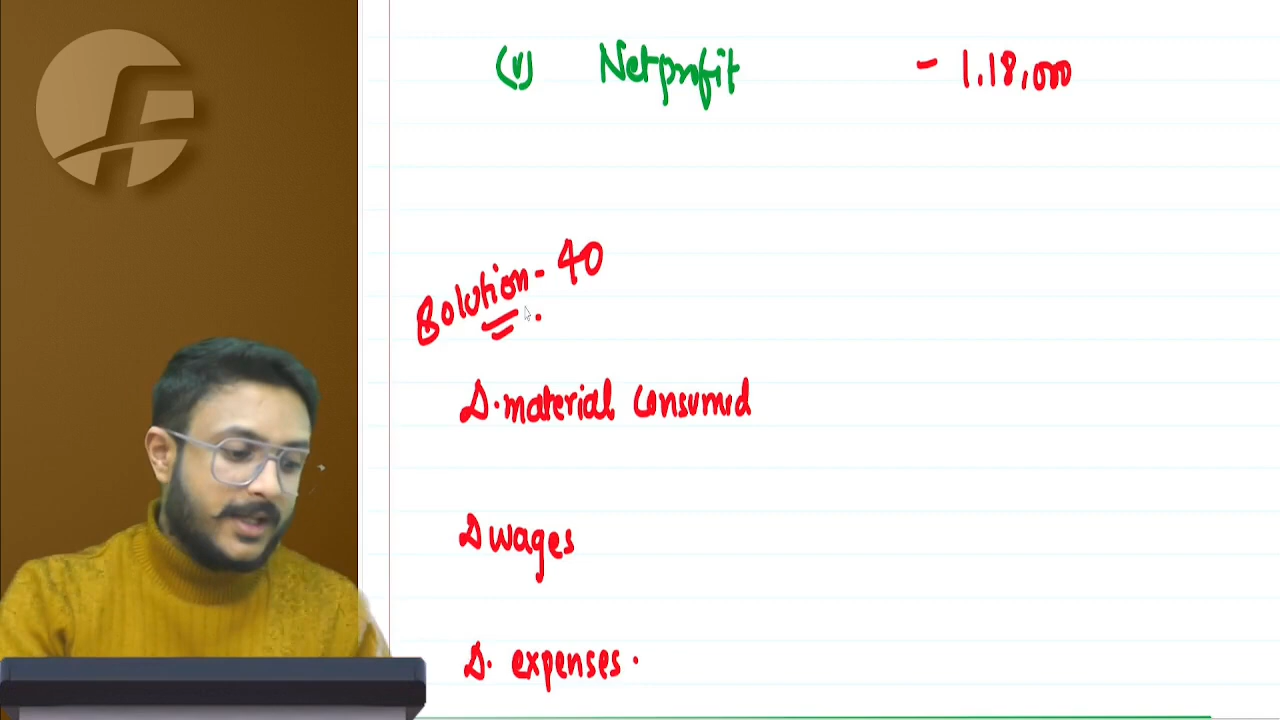 (v) Netprofit - 1.18,000
Solution - 40
D. material Consumed
D wages
D. expenses.